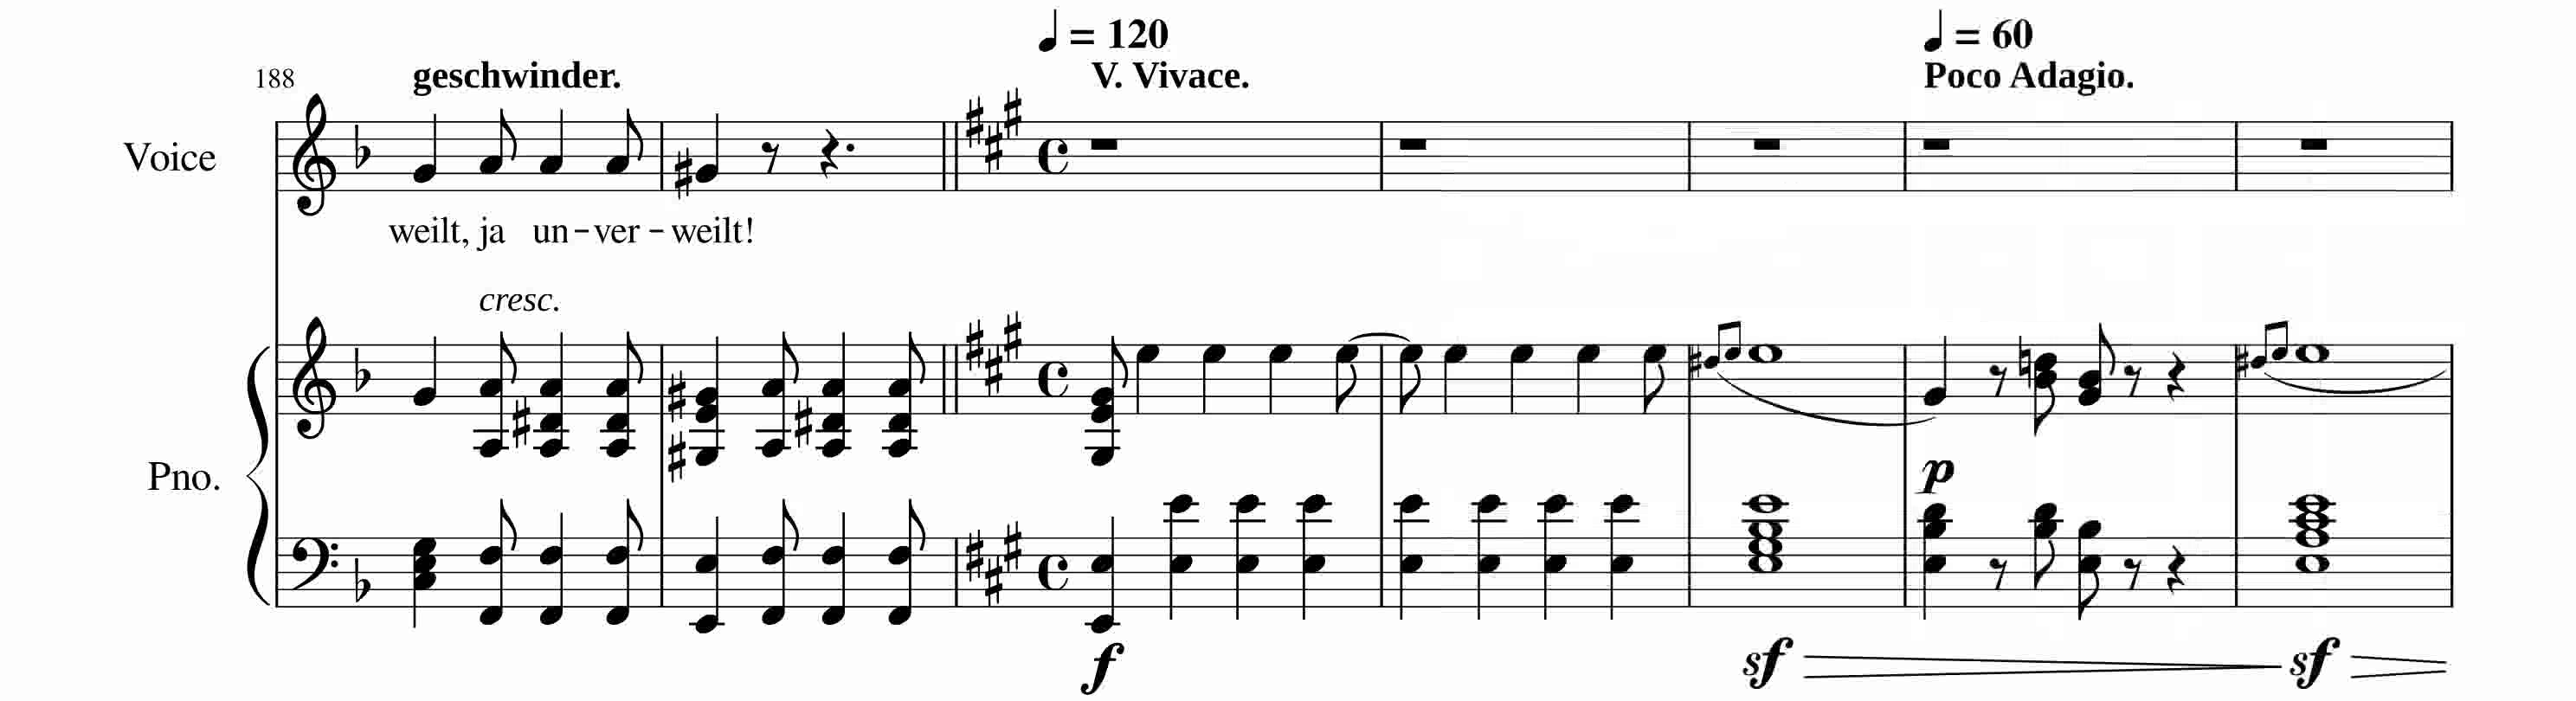 ♩ = 120
♩ = 60
188
geschwinder.
V. Vivace.
Poco Adagio.
Voice
weilt, ja un – ver – weilt!
cresc.
Pno.
p
f
sf
sf